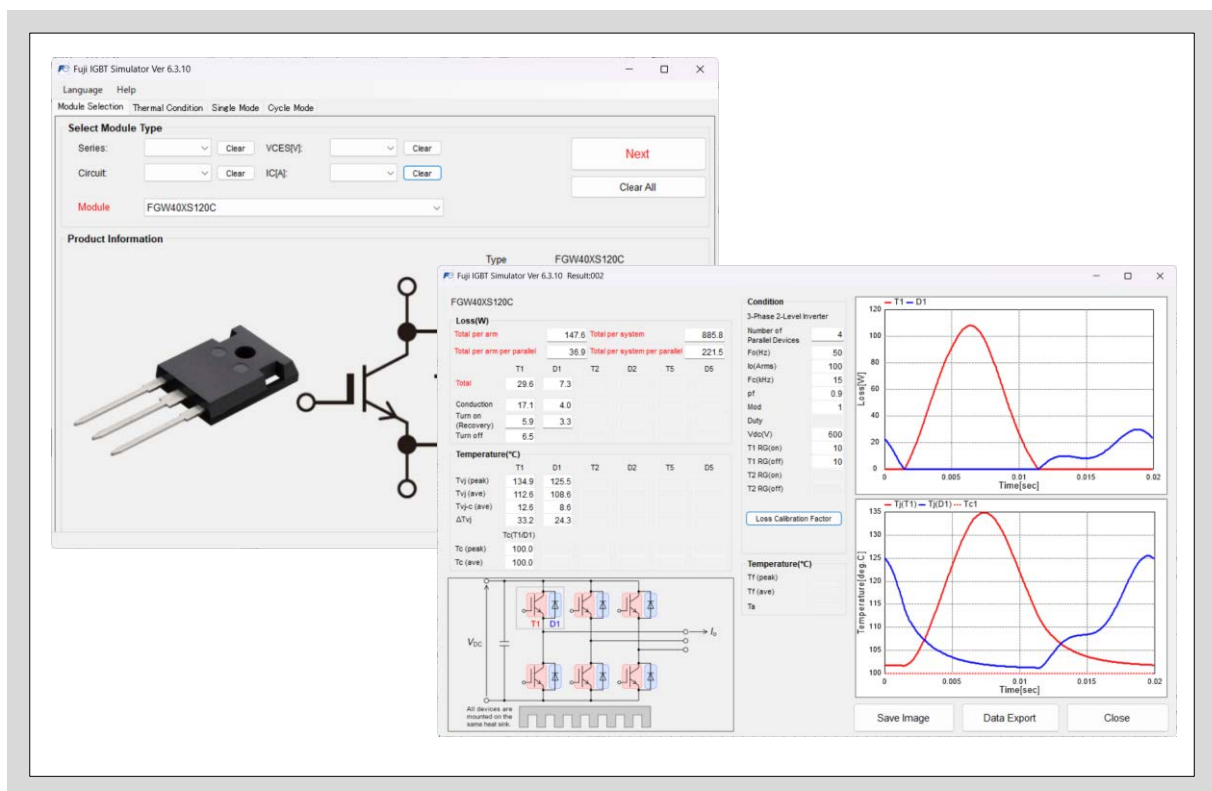 Fuji IGBT Simulator Ver 6.3.10
Language Help
Module Selection Thermal Condition Single Mode Cycle Mode
Select Module Type
Series: Clear VCES[V]: Clear
Circuit: Clear IC[A]: Clear
Next
Clear All
Module FGW40XS120C
Product Information
Type FGW40XS120C
Fuji IGBT Simulator Ver 6.3.10 Result:002
FGW40XS120C
Loss(W)
Total per arm 147.6 Total per system 885.8
Total per arm per parallel 36.9 Total per system per parallel 221.5
T1 D1 T2 D2 T5 D5
Total 29.6 7.3
Conduction 17.1 4.0
Turn on
(Recovery) 5.9 3.3
Turn off 6.5
Temperature(°C)
T1 D1 T2 D2 T5 D5
Tvj (peak) 134.9 125.5
Tvj (ave) 112.6 108.6
Tvj-c (ave) 12.6 8.6
ΔTvj 33.2 24.3
Tc(T1/D1)
Tc (peak) 100.0
Tc (ave) 100.0
T1 D1
VDC
Io
All devices are
mounted on the
same heat sink.
Condition
3-Phase 2-Level Inverter
Number of
Parallel Devices 4
Fo(Hz) 50
Io(Arms) 100
Fc(kHz) 15
pf 0.9
Mod 1
Duty
Vdc(V) 600
T1 RG(on) 10
T1 RG(off) 10
T2 RG(on)
T2 RG(off)
Loss Calibration Factor
Temperature(°C)
Tf (peak)
Tf (ave)
Ta
T1 D1
120
100
80
60
40
20
0
Loss[W]
0 0.005 0.01 0.015 0.02
Time[sec]
Tj(T1) Tj(D1) Tc1
135
130
125
120
115
110
105
100
Temperature[deg.C]
0 0.005 0.01 0.015 0.02
Time[sec]
Save Image Data Export Close